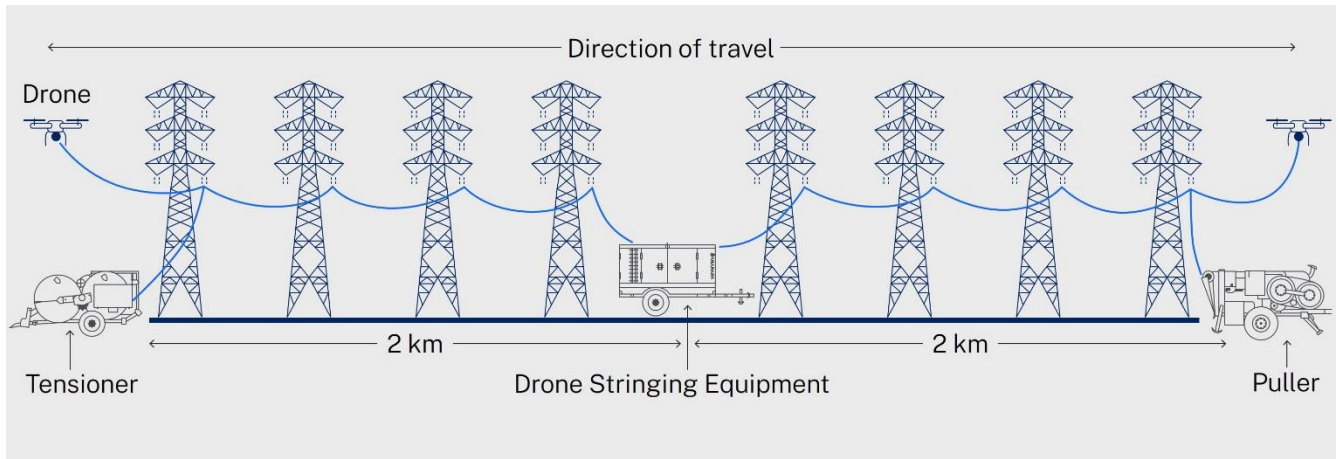 Direction of travel
Drone
2 km
2 km
Tensioner
Drone Stringing Equipment
Puller